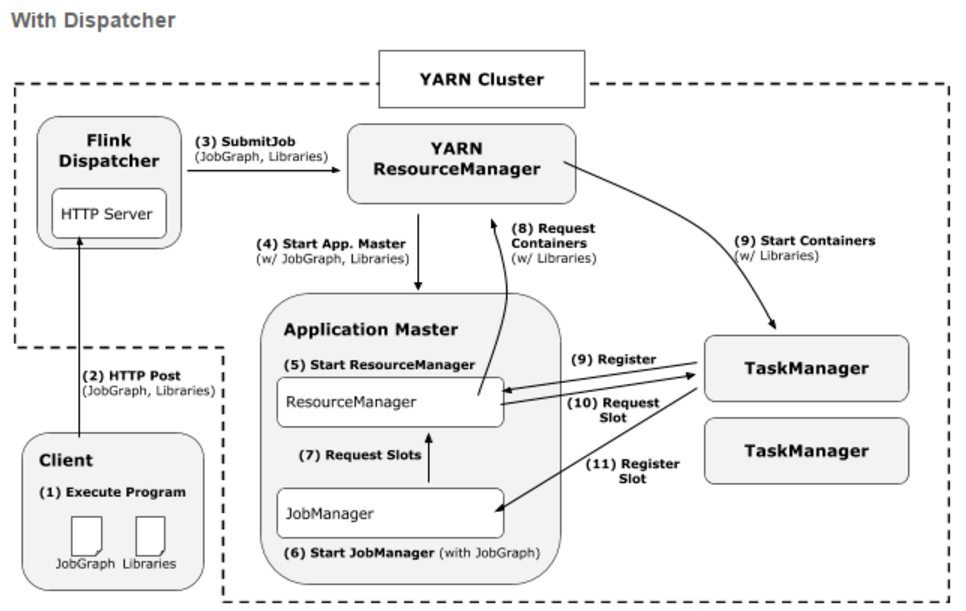 With Dispatcher
YARN Cluster
Flink
Dispatcher
HTTP Server
(3) SubmitJob
(JobGraph, Libraries)
YARN
ResourceManager
(4) Start App. Master
(w/ JobGraph, Libraries)
(8) Request
Containers
(w/ Libraries)
(9) Start Containers
(w/ Libraries)
(2) HTTP Post
(JobGraph, Libraries)
Client
(1) Execute Program
JobGraph Libraries
Application Master
(5) Start ResourceManager
ResourceManager
(7) Request Slots
JobManager
(6) Start JobManager (with JobGraph)
(9) Register
(10) Request
Slot
(11) Register
Slot
TaskManager
TaskManager